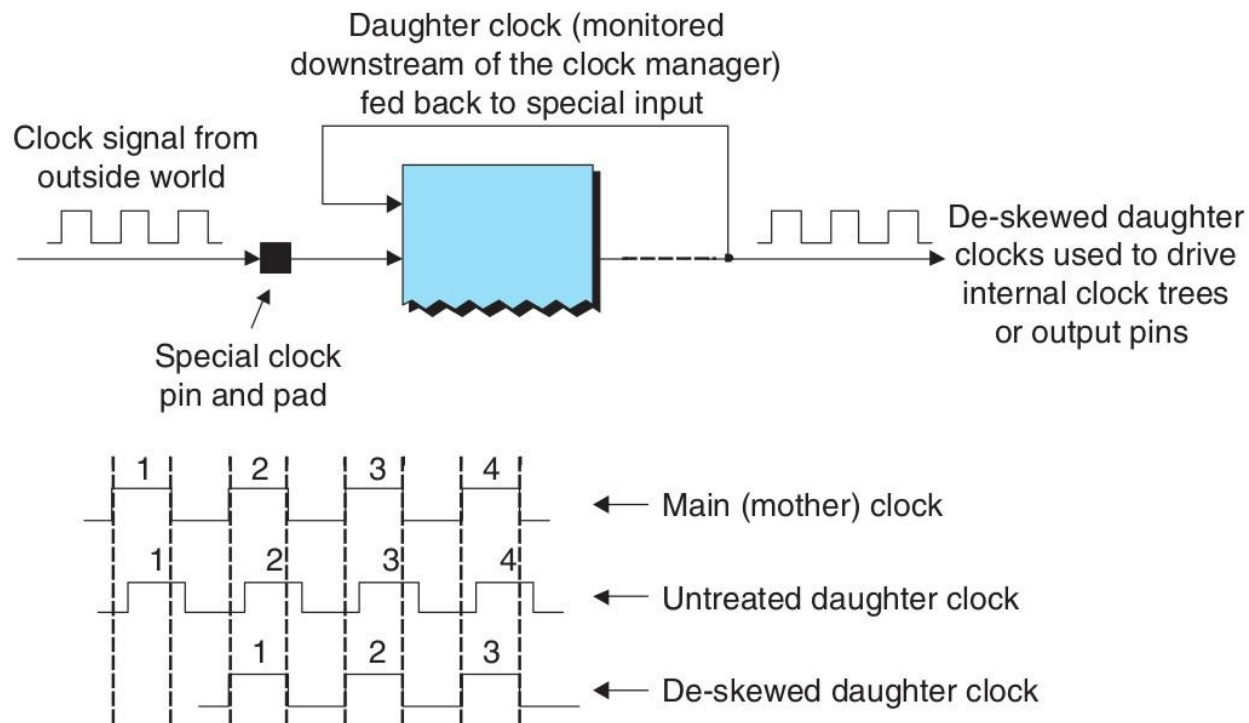 Daughter clock (monitored
downstream of the clock manager)
fed back to special input
Clock signal from
outside world
De-skewed daughter
clocks used to drive
internal clock trees
or output pins
Special clock
pin and pad
1 2 3 4
Main (mother) clock
1 2 3 4
Untreated daughter clock
1 2 3
De-skewed daughter clock